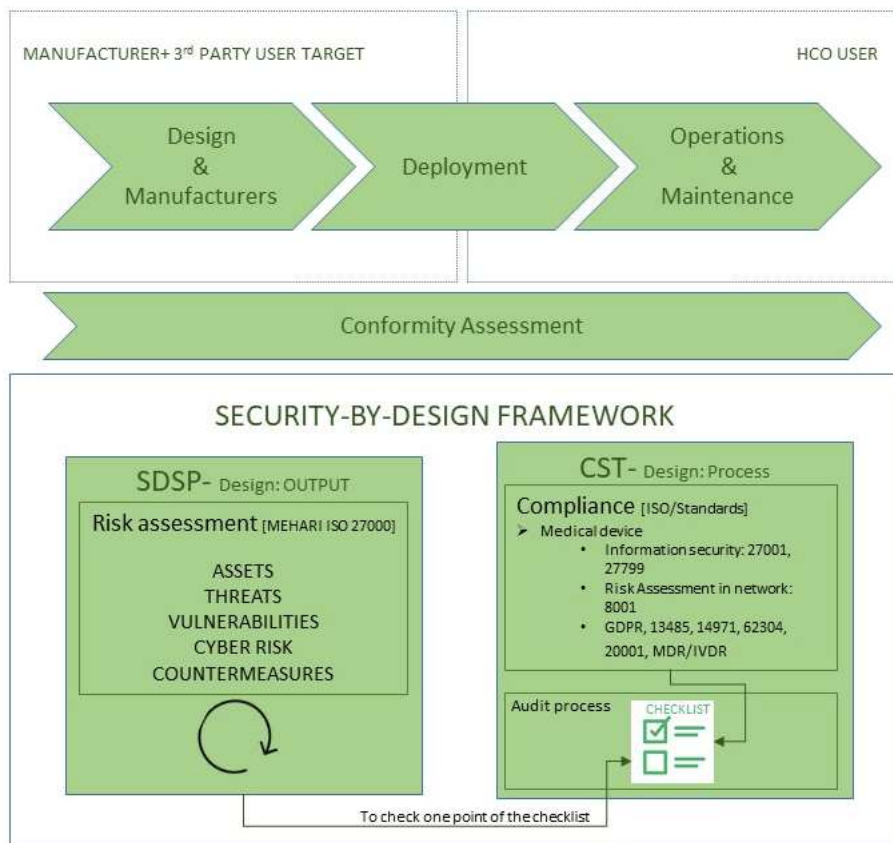 MANUFACTURER+ 3rd PARTY USER TARGET
HCO USER
Design
&
Manufacturers
Deployment
Operations
&
Maintenance
Conformity Assessment
SECURITY-BY-DESIGN FRAMEWORK
SDSP- Design: OUTPUT
Risk assessment [MEHARI ISO 27000]
ASSETS
THREATS
VULNERABILITIES
CYBER RISK
COUNTERMEASURES
CST- Design: Process
Compliance [ISO/Standards]
➤ Medical device
• Information security: 27001,
27799
• Risk Assessment in network:
8001
• GDPR, 13485, 14971, 62304,
20001, MDR/IVDR
Audit process
CHECKLIST
To check one point of the checklist